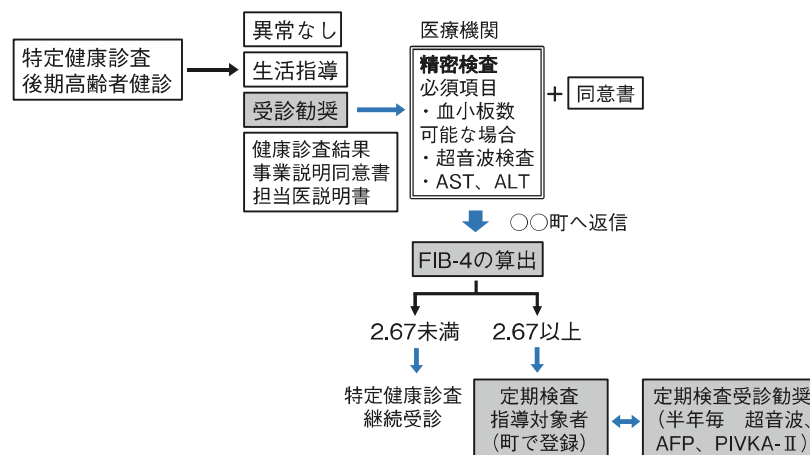 特定健康診査
後期高齢者健診
異常なし
生活指導
受診勧奨
健康診査結果
事業説明同意書
担当医説明書
医療機関
精密検査
必須項目
・血小板数
可能な場合
・超音波検査
・AST、ALT
+
同意書
○○町へ返信
FIB-4の算出
2.67未満
2.67以上
特定健康診査
継続受診
定期検査
指導対象者
(町で登録)
定期検査受診勧奨
(半年毎　超音波、
AFP、PIVKA-Ⅱ)